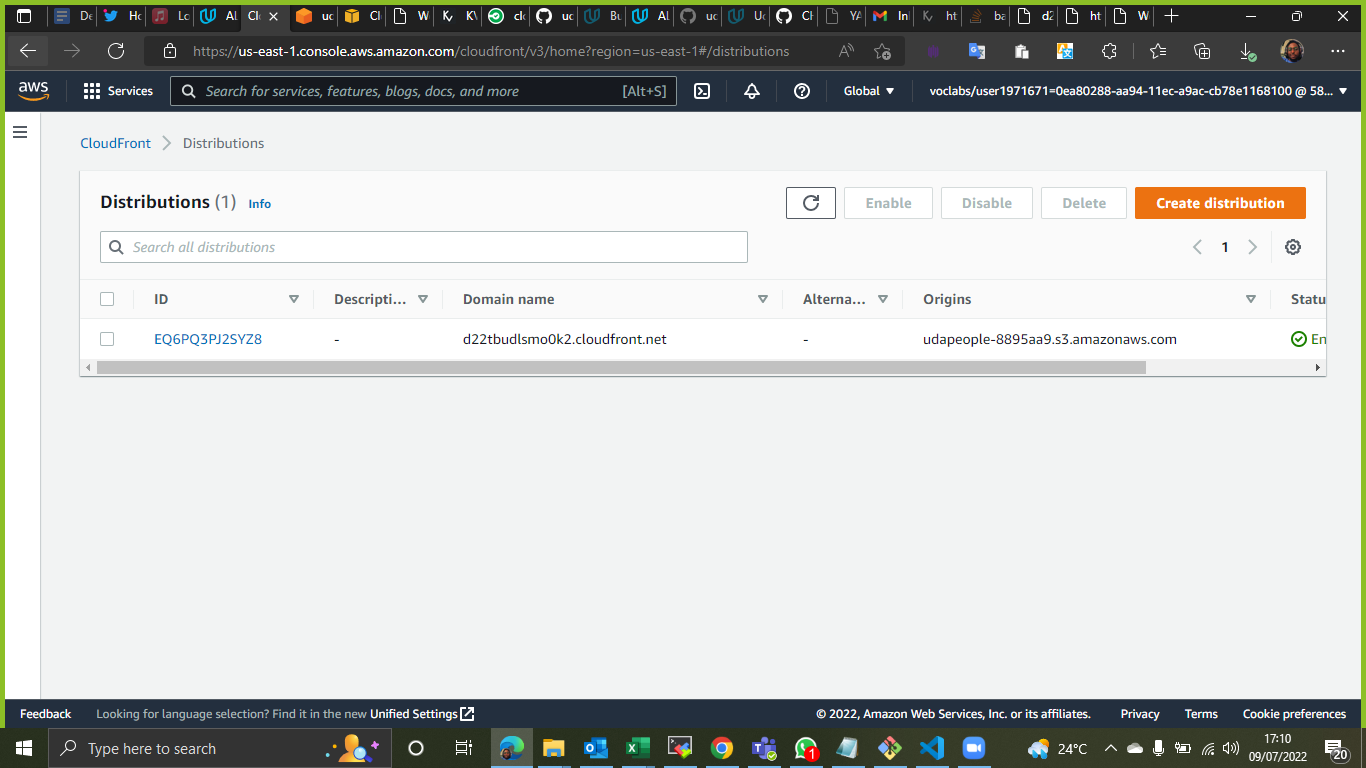 De
Ho
Lo
Al
Clo
uc
Cl
W
K\
clo
uc
Bu
Al
uc
Uc
Cl
YA
In
ht
ba
d2
ht
W
https://us-east-1.console.aws.amazon.com/cloudfront/v3/home?region=us-east-1#/distributions
aws
Services
Search for services, features, blogs, docs, and more
[Alt+S]
Global
voclabs/user1971671=0ea80288-aa94-11ec-a9ac-cb78e1168100 @ 58...
CloudFront
Distributions
Distributions (1)
Info
Enable
Disable
Delete
Create distribution
Search all distributions
1
ID
Descripti...
Domain name
Alterna...
Origins
Statu
EQ6PQ3PJ2SYZ8
-
d22tbudlsmo0k2.cloudfront.net
-
udapeople-8895aa9.s3.amazonaws.com
En
Feedback
Looking for language selection? Find it in the new Unified Settings
© 2022, Amazon Web Services, Inc. or its affiliates.
Privacy
Terms
Cookie preferences
Type here to search
1
24°C
17:10
09/07/2022
20